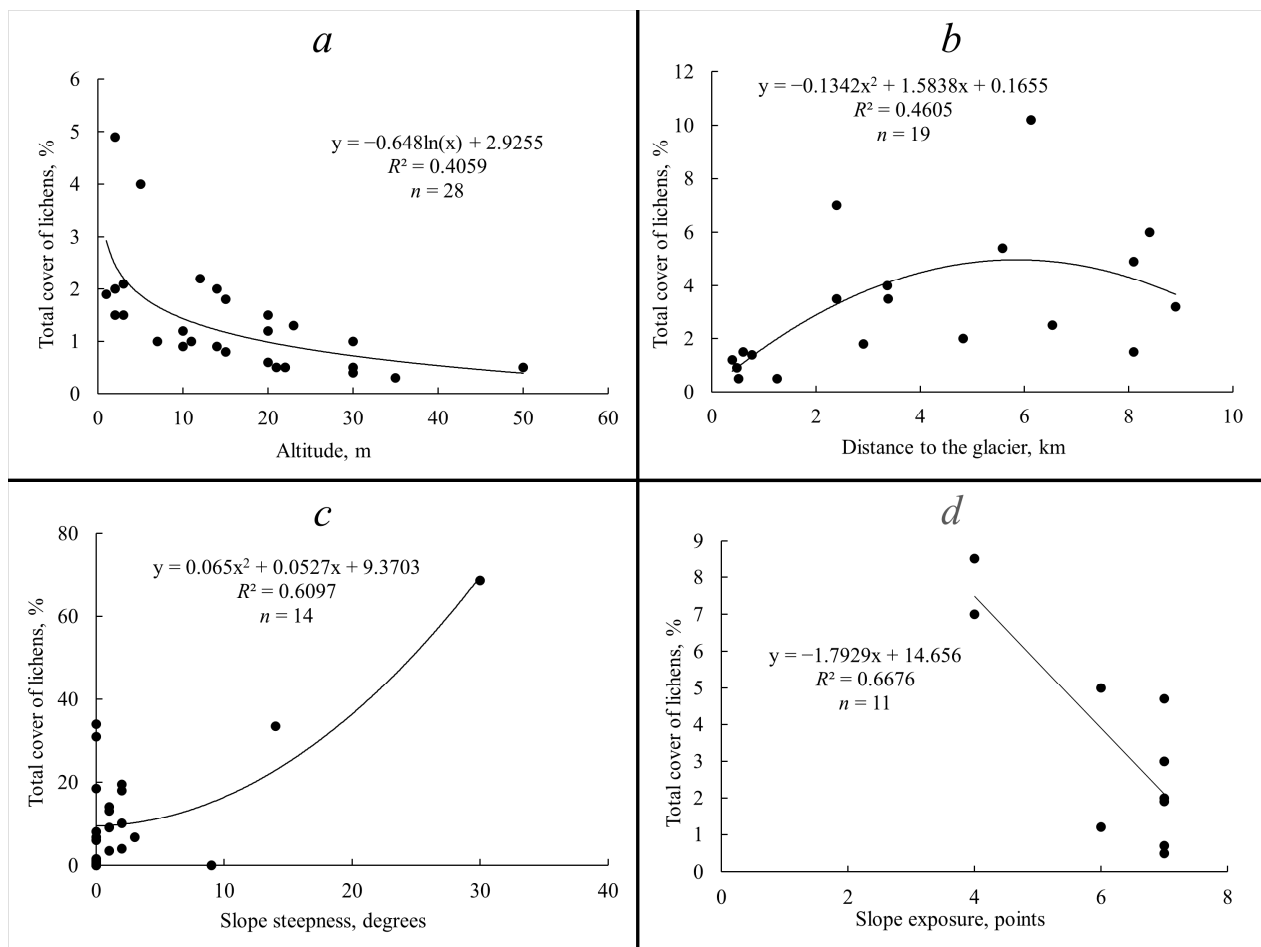 a
6
5
4
3
2
1
0
0 10 20 30 40 50 60
Total cover of lichens, %
Altitude, m
y = −0.648ln(x) + 2.9255
R² = 0.4059
n = 28
b
12
10
8
6
4
2
0
0 2 4 6 8 10
Total cover of lichens, %
Distance to the glacier, km
y = −0.1342x² + 1.5838x + 0.1655
R² = 0.4605
n = 19
c
80
60
40
20
0
0 10 20 30 40
Total cover of lichens, %
Slope steepness, degrees
y = 0.065x² + 0.0527x + 9.3703
R² = 0.6097
n = 14
d
9
8
7
6
5
4
3
2
1
0
0 2 4 6 8
Total cover of lichens, %
Slope exposure, points
y = −1.7929x + 14.656
R² = 0.6676
n = 11